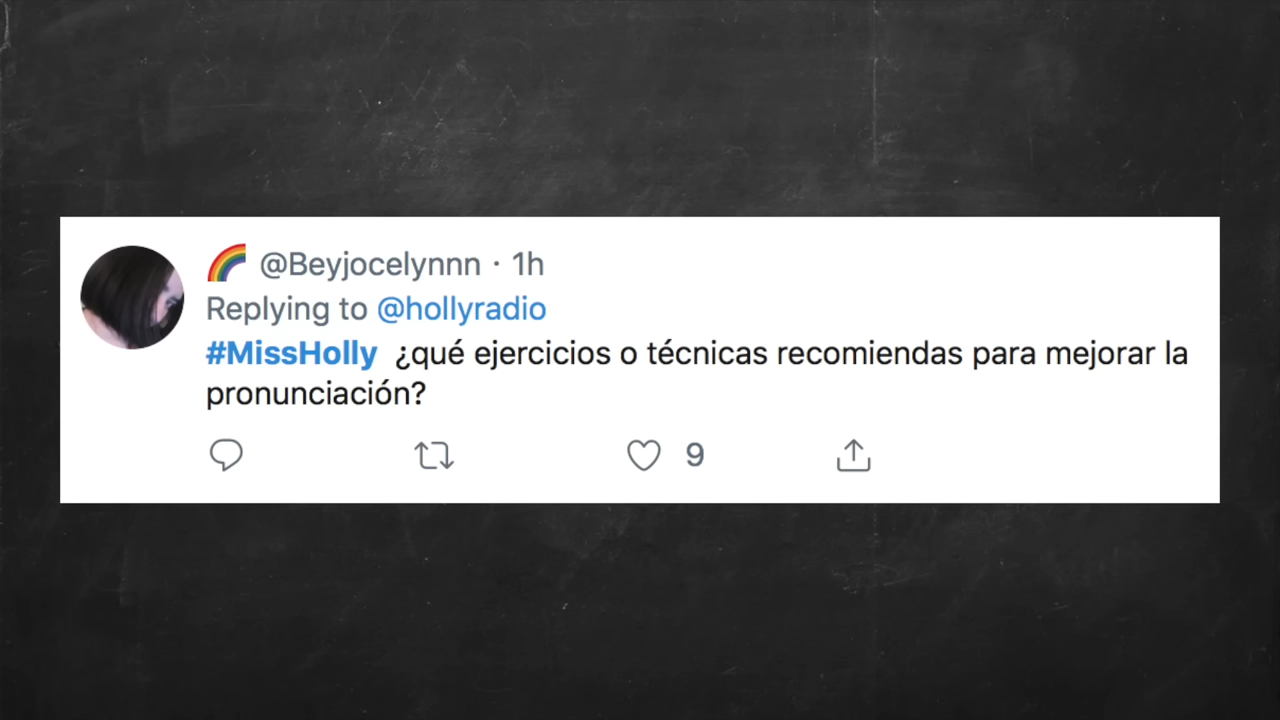 🌈 @Beyjocelynnn · 1h
Replying to @hollyradio
#MissHolly ¿qué ejercicios o técnicas recomiendas para mejorar la
pronunciación?
9